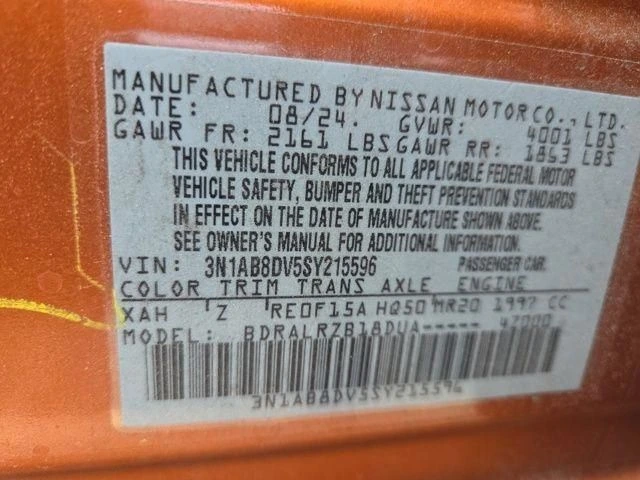 MANUFACTURED BY NISSAN MOTOR CO., LTD.
DATE: 08/24. GVWR: 4001 LBS
GAWR FR: 2161 LBS GAWR RR: 1863 LBS
THIS VEHICLE CONFORMS TO ALL APPLICABLE FEDERAL MOTOR
VEHICLE SAFETY, BUMPER AND THEFT PREVENTION STANDARDS
IN EFFECT ON THE DATE OF MANUFACTURE SHOWN ABOVE.
SEE OWNER'S MANUAL FOR ADDITIONAL INFORMATION
VIN: 3N1AB8DV5SY215596 PASSENGER CAR.
COLOR TRIM TRANS AXLE ENGINE
XAH Z RE0F15A HQ50 MR20 1997 CC
MODEL: BDRALRZB18DUA----- 47000
3N1AB8DV5SY215596